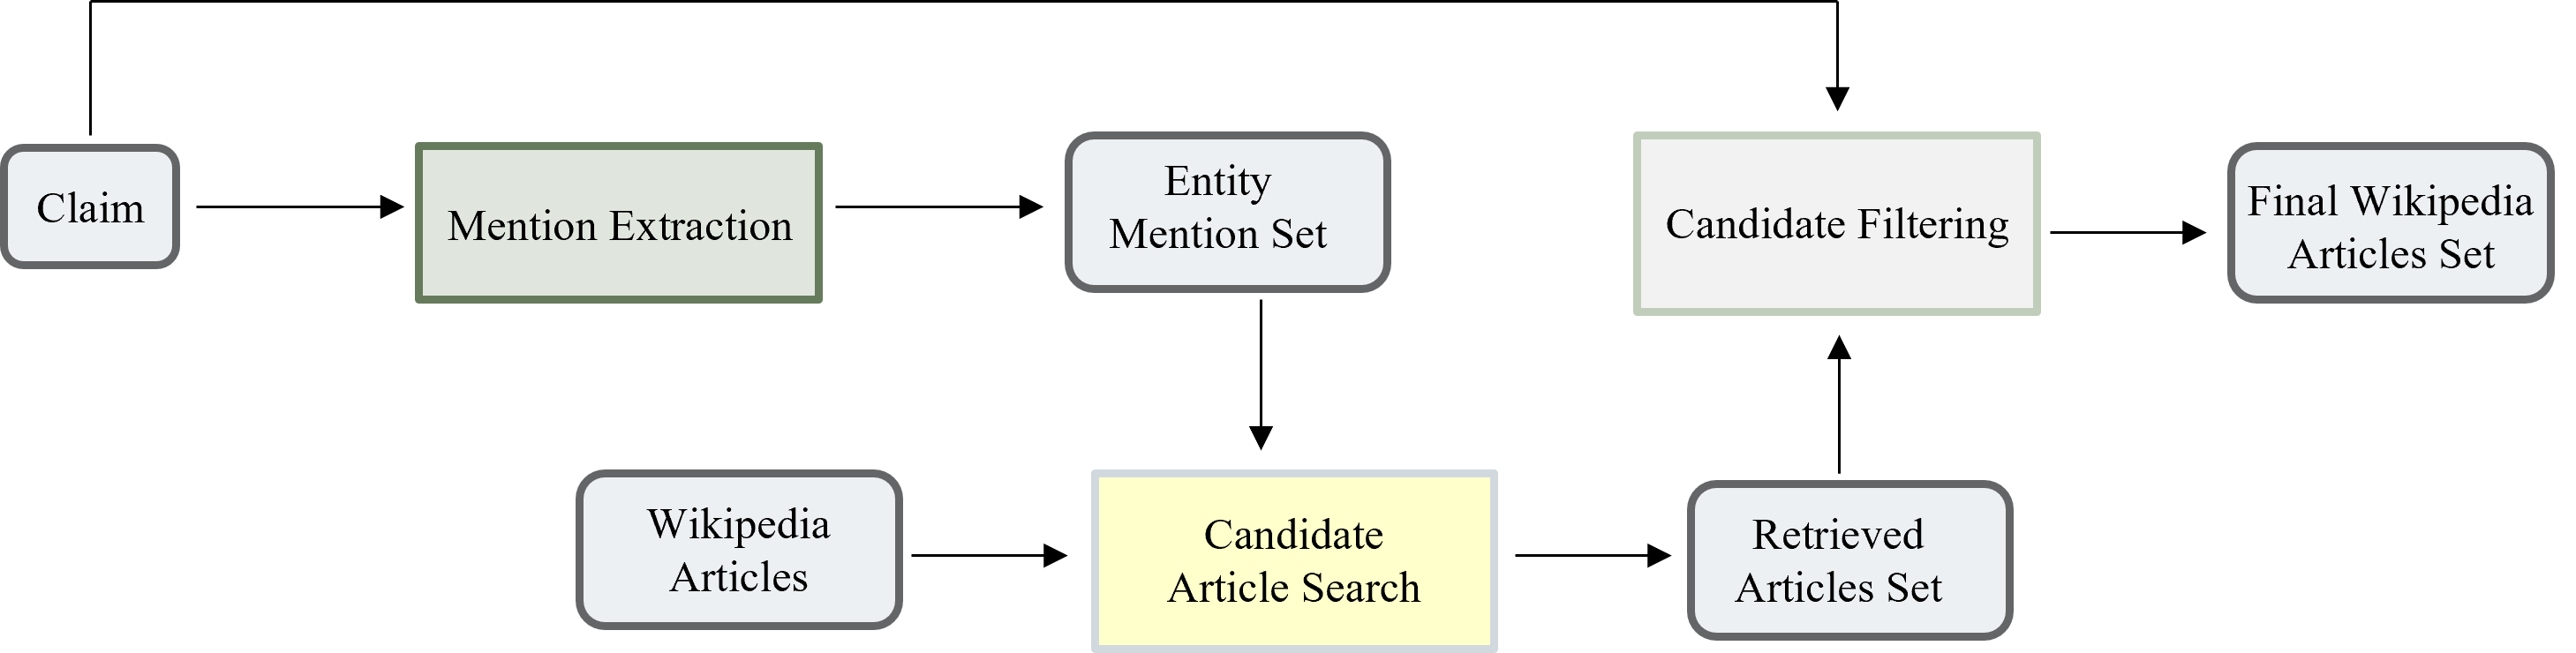 Claim
Mention Extraction
Entity
Mention Set
Candidate Filtering
Final Wikipedia
Articles Set
Wikipedia
Articles
Candidate
Article Search
Retrieved
Articles Set